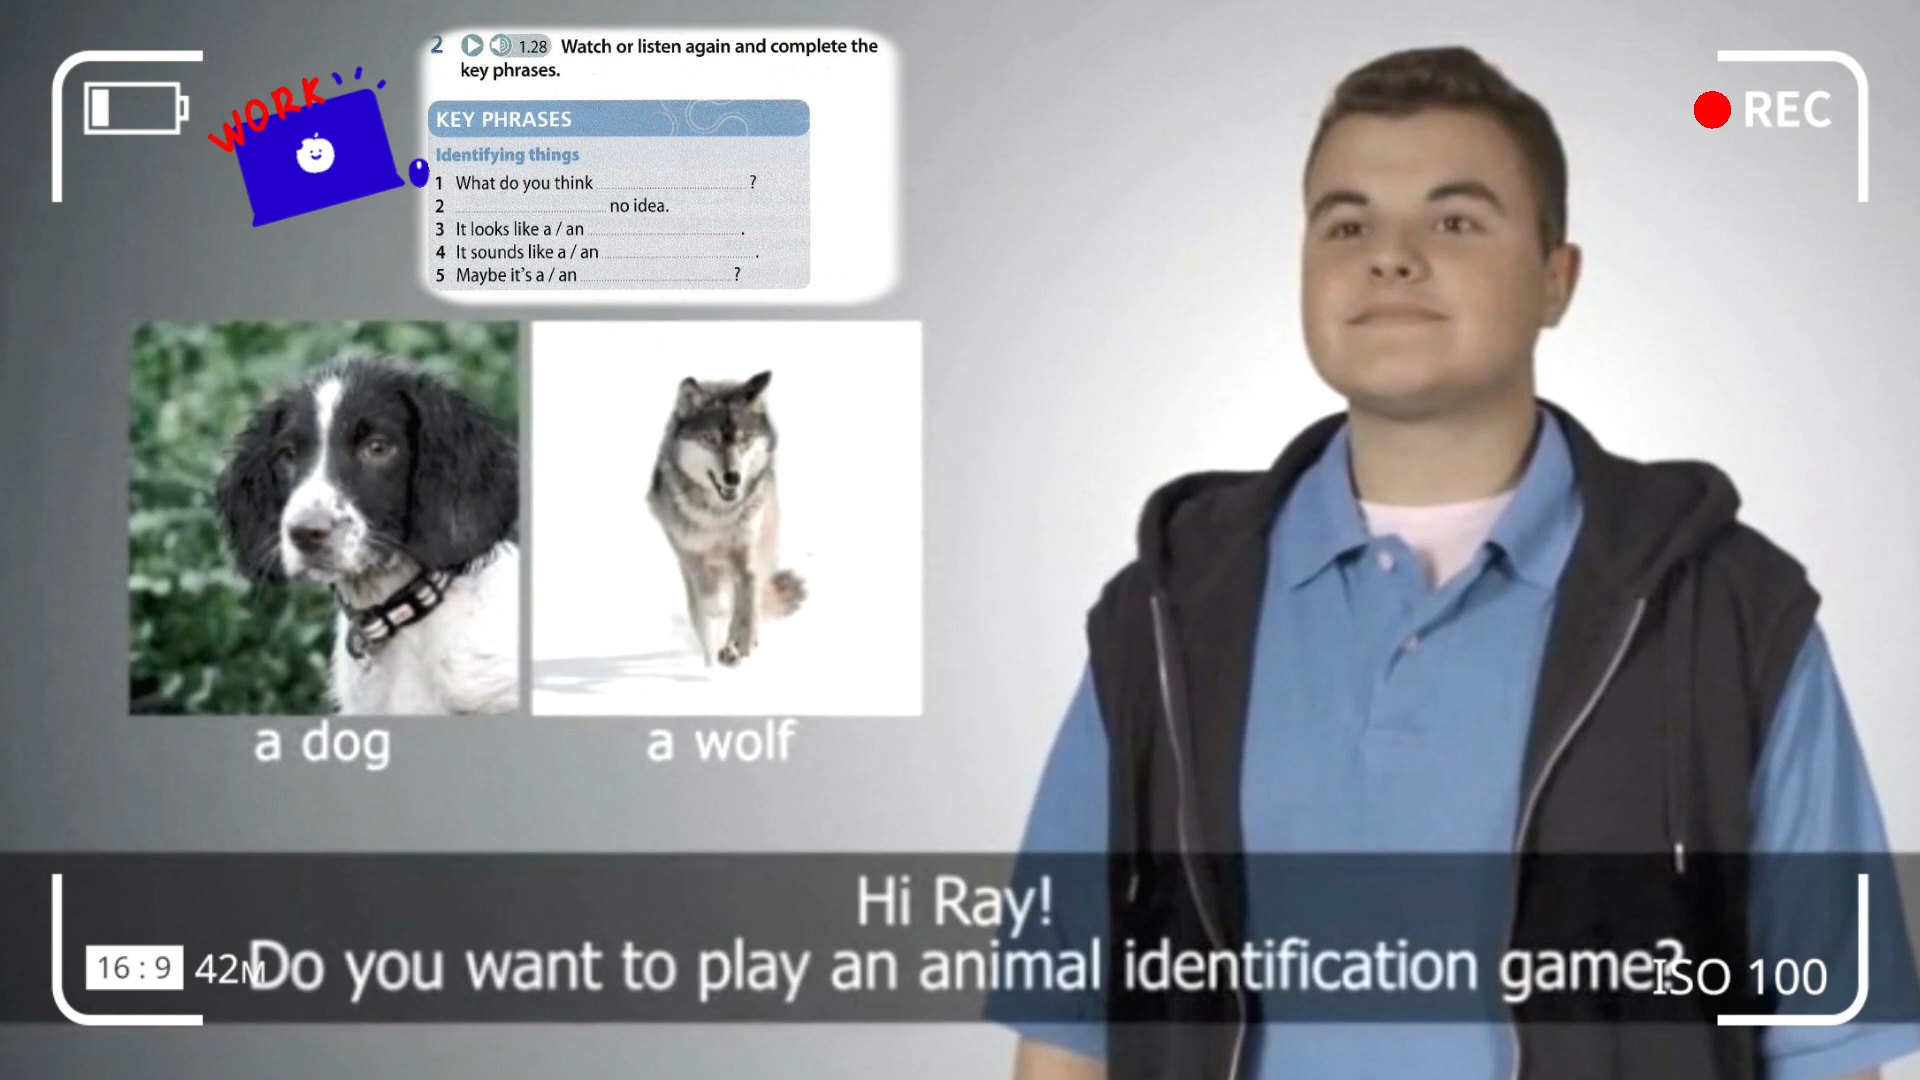 2 1.28 Watch or listen again and complete the
key phrases.
WORK
REC
KEY PHRASES
Identifying things
1 What do you think ?
2 no idea.
3 It looks like a / an .
4 It sounds like a / an .
5 Maybe it's a / an ?
a dog
a wolf
Hi Ray!
Do you want to play an animal identification game?
16 : 9 42M
ISO 100